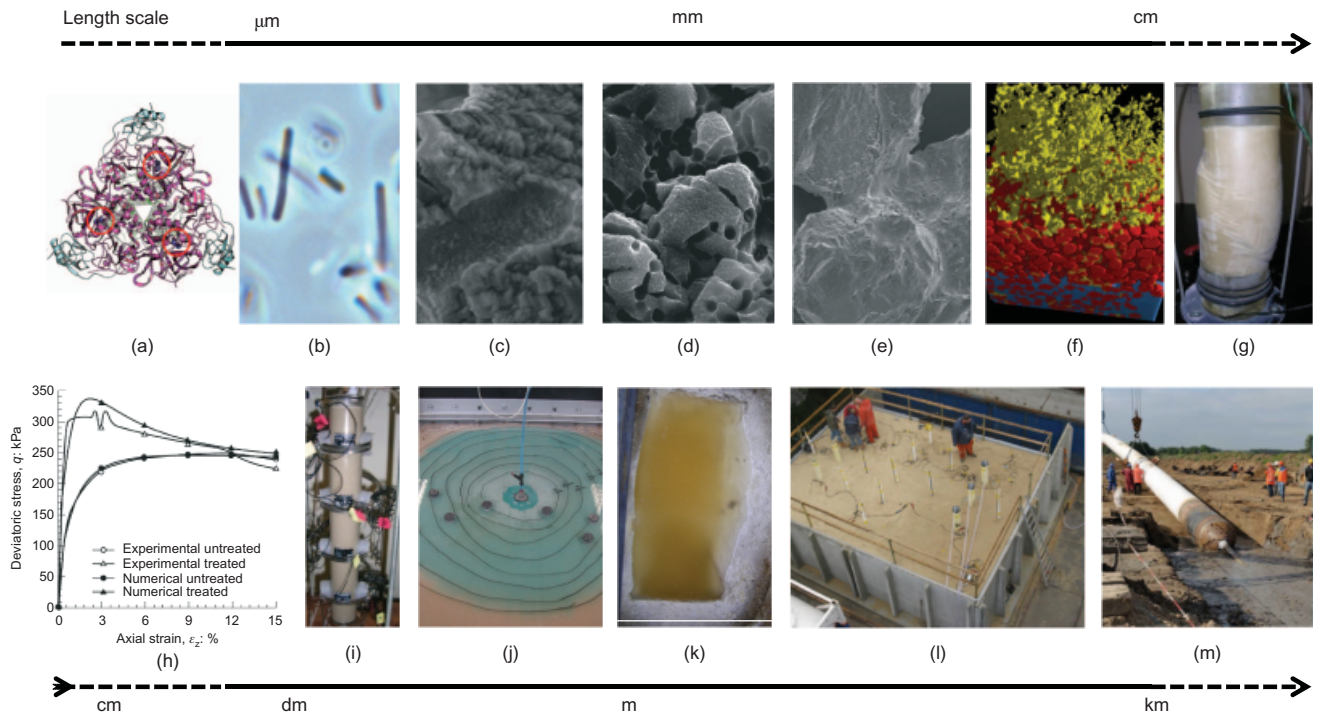 Length scale
μm
mm
cm
(a)
(b)
(c)
(d)
(e)
(f)
(g)
350
300
250
200
150
100
50
0
Deviatoric stress, q: kPa
Experimental untreated
Experimental treated
Numerical untreated
Numerical treated
0 3 6 9 12 15
Axial strain, εz: %
(h)
(i)
(j)
(k)
(l)
(m)
cm
dm
m
km